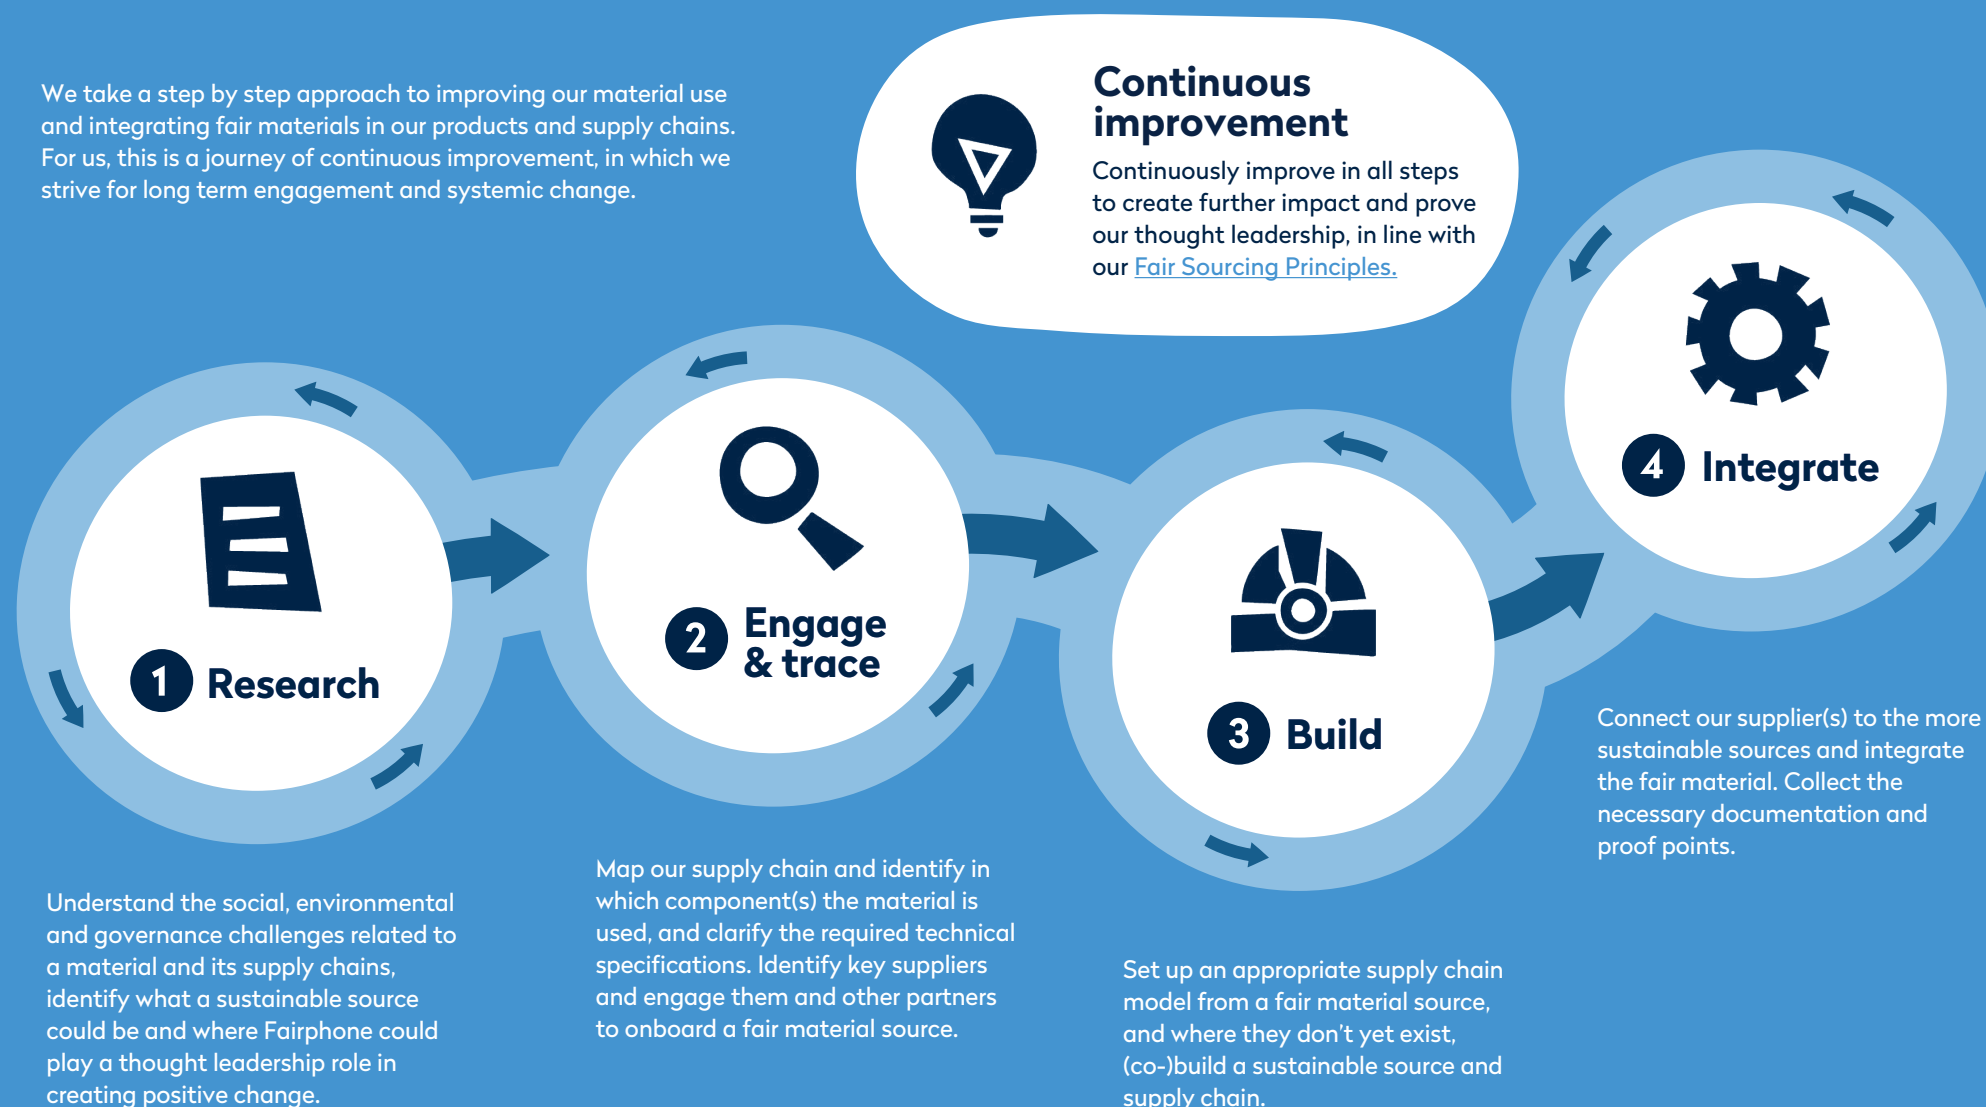 We take a step by step approach to improving our material use
and integrating fair materials in our products and supply chains.
For us, this is a journey of continuous improvement, in which we
strive for long term engagement and systemic change.
Continuous
improvement
Continuously improve in all steps
to create further impact and prove
our thought leadership, in line with
our Fair Sourcing Principles.
1 Research
Understand the social, environmental
and governance challenges related to
a material and its supply chains,
identify what a sustainable source
could be and where Fairphone could
play a thought leadership role in
creating positive change.
2 Engage
& trace
Map our supply chain and identify in
which component(s) the material is
used, and clarify the required technical
specifications. Identify key suppliers
and engage them and other partners
to onboard a fair material source.
3 Build
Set up an appropriate supply chain
model from a fair material source,
and where they don't yet exist,
(co-)build a sustainable source and
supply chain.
4 Integrate
Connect our supplier(s) to the more
sustainable sources and integrate
the fair material. Collect the
necessary documentation and
proof points.